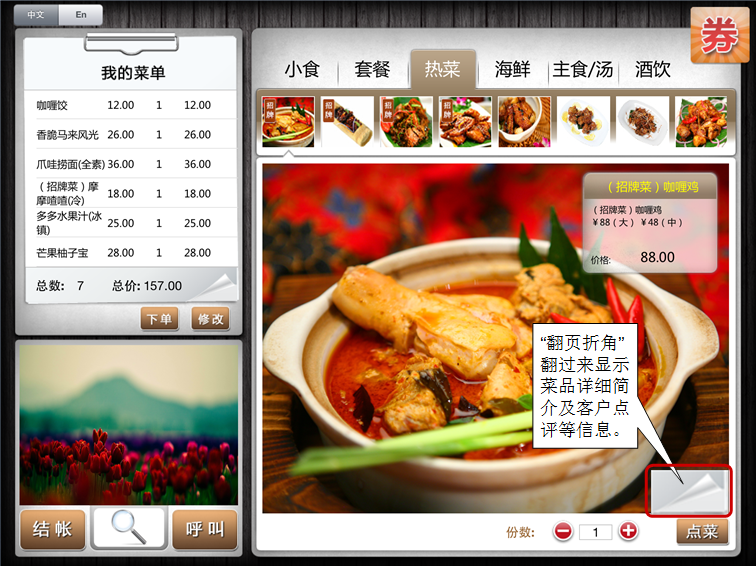 中文 En
券
我的菜单
咖喱饺 12.00 1 12.00
香脆马来风光 26.00 1 26.00
爪哇捞面(全素) 36.00 1 36.00
（招牌菜）摩
摩喳喳(冷) 18.00 1 18.00
多多水果汁(冰
镇) 25.00 1 25.00
芒果柚子宝 28.00 1 28.00
总数: 7 总价: 157.00
下单 修改
结帐 呼叫
小食 套餐 热菜 海鲜 主食/汤 酒饮
招牌 招牌 招牌 招牌
（招牌菜）咖喱鸡
（招牌菜）咖喱鸡
¥88（大） ¥48（中）
价格: 88.00
“翻页折角”
翻过来显示
菜品详细简
介及客户点
评等信息。
份数: 1 点菜